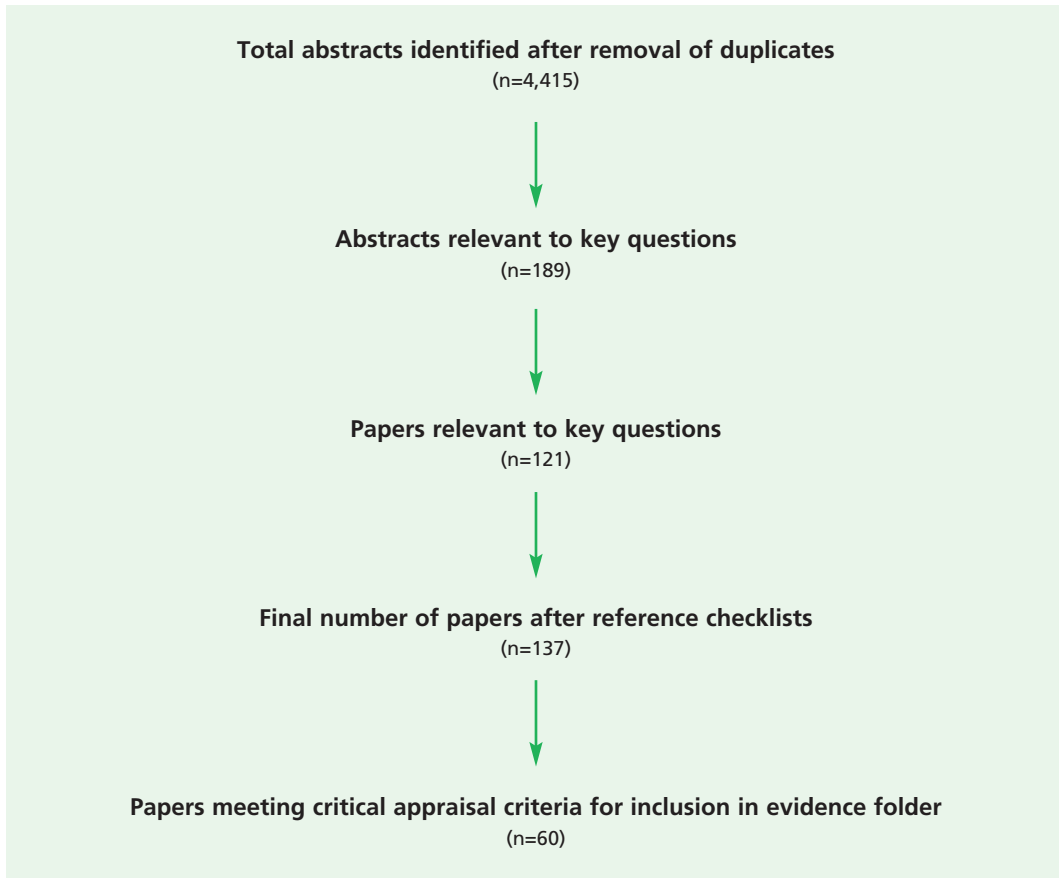 Total abstracts identified after removal of duplicates
(n=4,415)
Abstracts relevant to key questions
(n=189)
Papers relevant to key questions
(n=121)
Final number of papers after reference checklists
(n=137)
Papers meeting critical appraisal criteria for inclusion in evidence folder
(n=60)